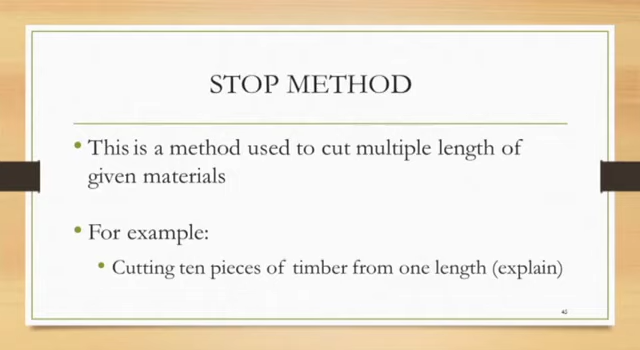 STOP METHOD
• This is a method used to cut multiple length of
given materials
• For example:
• Cutting ten pieces of timber from one length (explain)